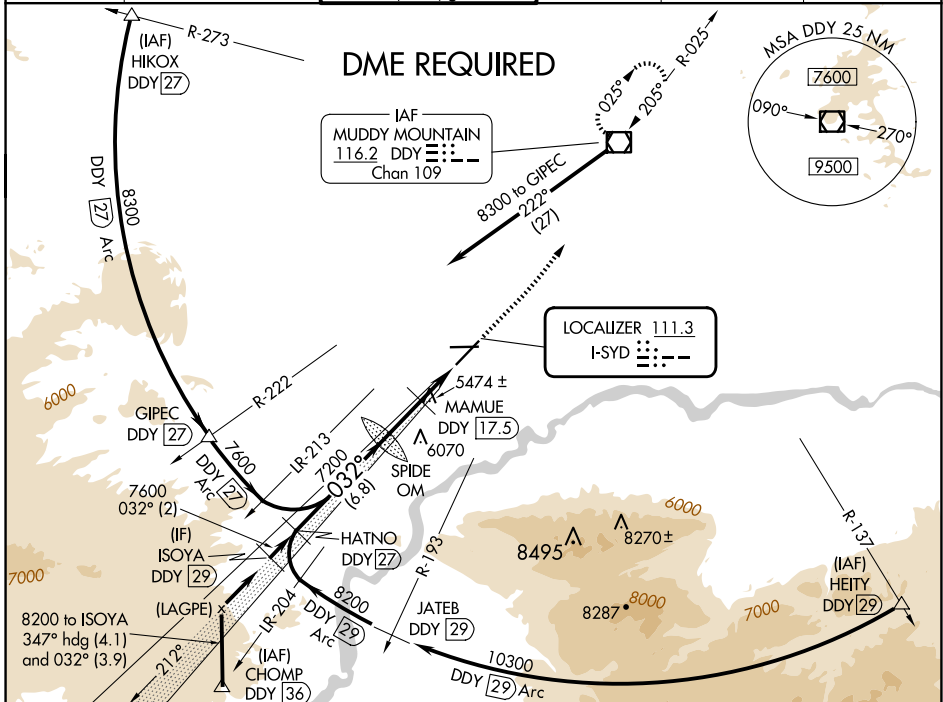 R-273
(IAF)
HIKOX
DDY 27
DME REQUIRED
IAF
MUDDY MOUNTAIN
116.2 DDY
Chan 109
025°
205°
R-025
MSA DDY 25 NM
7600
090°
270°
9500
8300 to GIPEC
222°
(27)
8300
DDY 27 Arc
LOCALIZER 111.3
I-SYD
6000
R-222
GIPEC
DDY 27
5474 ±
MAMUE
DDY 17.5
6070
SPIDE
OM
LR-213
7200
032°
(6.8)
7600
DDY 27
Arc
7600
032° (2)
(IF)
ISOYA
DDY 29
HATNO
DDY 27
R-193
6000
8495
8270 ±
R-137
(IAF)
HEITY
DDY 29
7000
(LAGPE)
8200 to ISOYA
347° hdg (4.1)
and 032° (3.9)
LR-204
8200
DDY 29
Arc
JATEB
DDY 29
8287
8000
7000
212°
(IAF)
CHOMP
DDY 36
10300
DDY 29 Arc